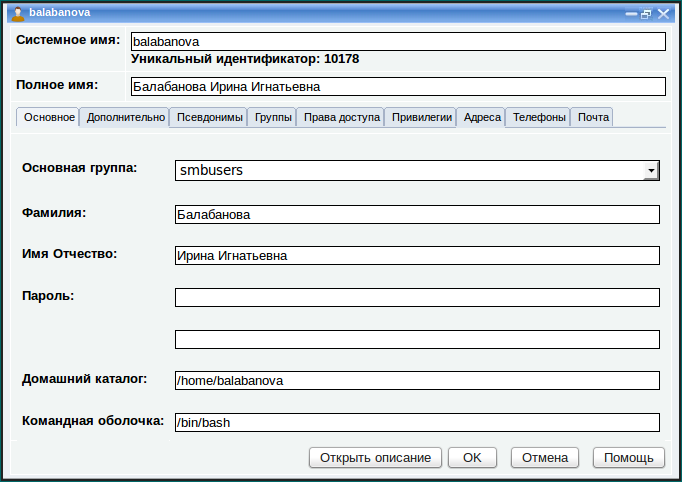 balabanova
Системное имя: balabanova
Уникальный идентификатор: 10178
Полное имя: Балабанова Ирина Игнатьевна
Основное Дополнительно Псевдонимы Группы Права доступа Привилегии Адреса Телефоны Почта
Основная группа: smbusers
Фамилия: Балабанова
Имя Отчество: Ирина Игнатьевна
Пароль:
Домашний каталог: /home/balabanova
Командная оболочка: /bin/bash
Открыть описание OK Отмена Помощь